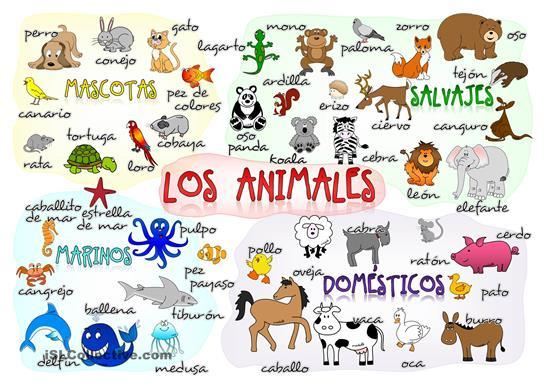 perro
conejo
gato
MASCOTAS
canario
pez de
colores
rata
tortuga
loro
cobaya
lagarto
mono
paloma
zorro
oso
tejón
ardilla
erizo
SALVAJES
oso
panda
koala
cebra
ciervo
canguro
león
elefante
LOS ANIMALES
caballito
de mar
estrella
de mar
pulpo
MARINOS
pez
payaso
cangrejo
ballena
tiburón
delfín
medusa
pollo
oveja
cabra
ratón
cerdo
DOMÉSTICOS
pato
caballo
vaca
oca
burro
iSLCollective.com